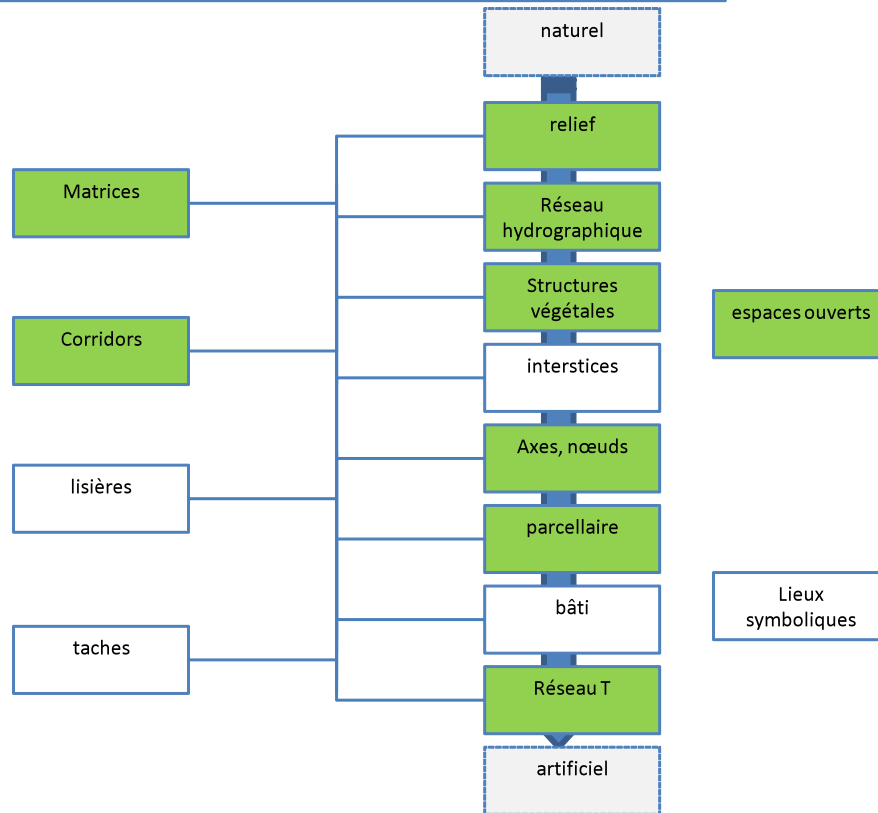 naturel
relief
Matrices
Réseau
hydrographique
Structures
végétales
espaces ouverts
Corridors
interstices
Axes, nœuds
lisières
parcellaire
bâti
Lieux
symboliques
taches
Réseau T
artificiel